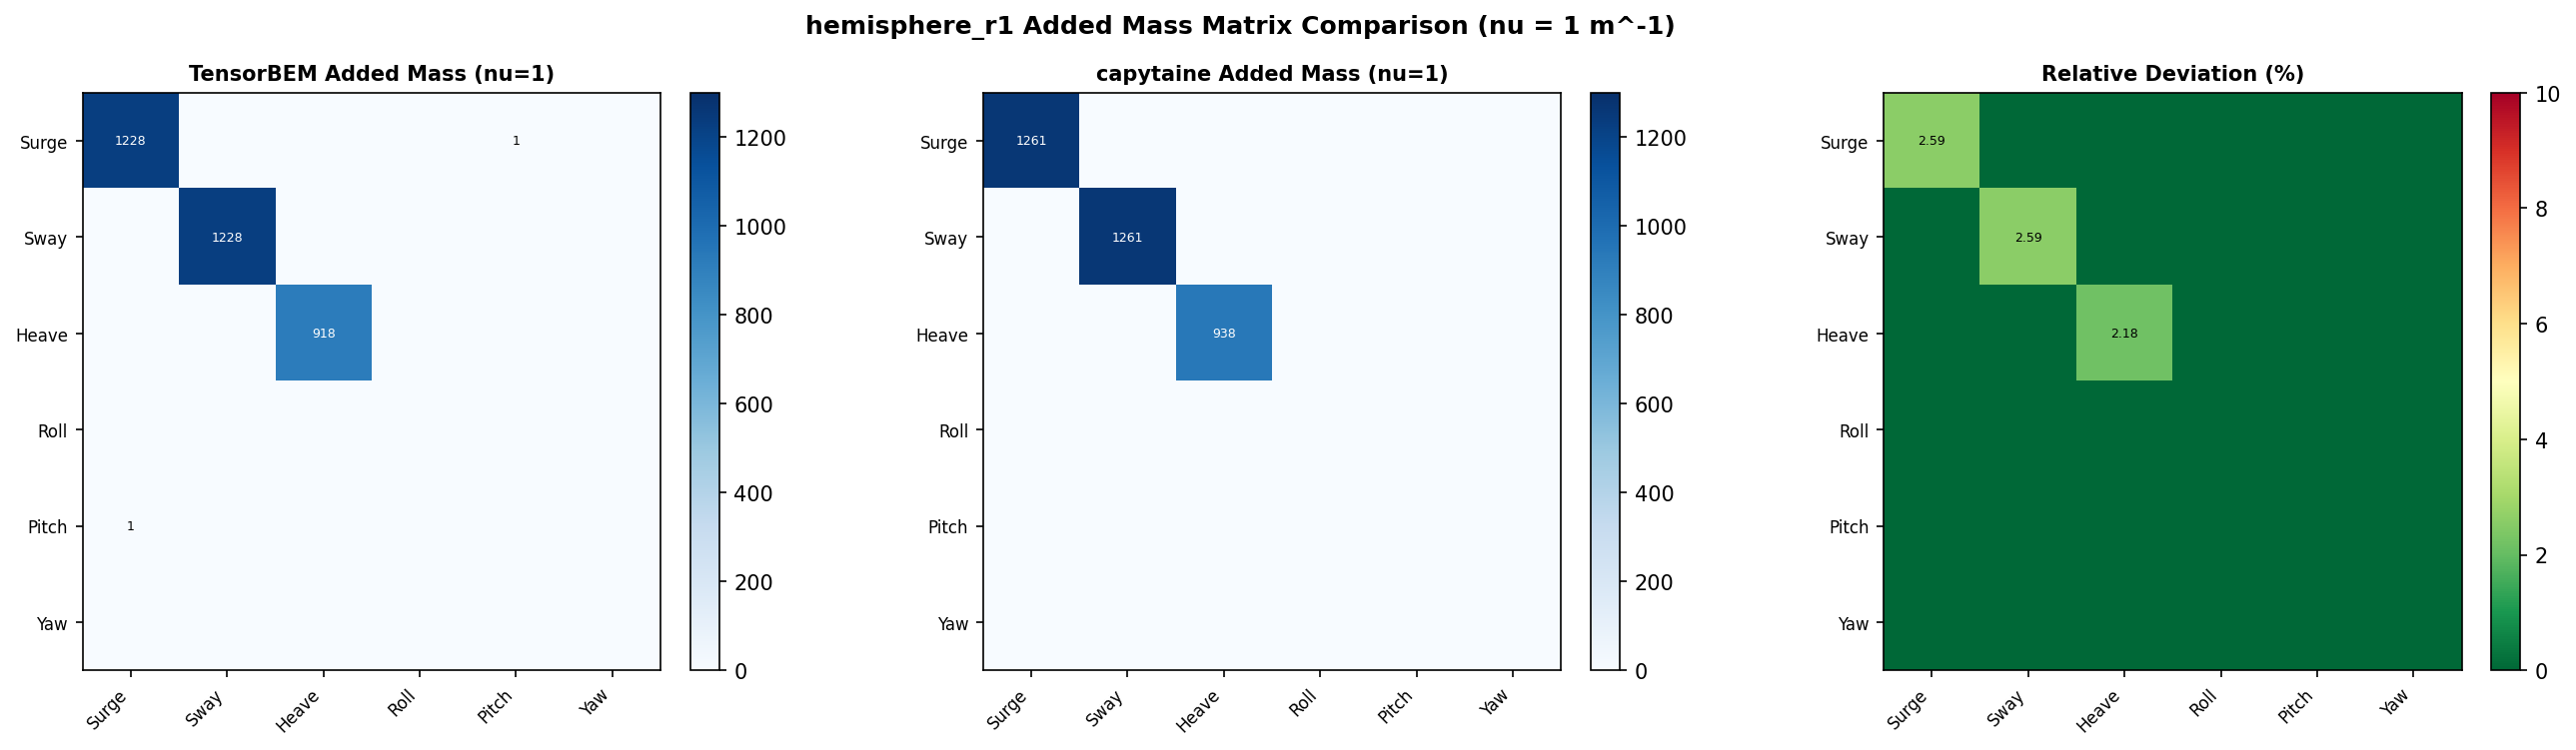 hemisphere_r1 Added Mass Matrix Comparison (nu = 1 m^-1)
TensorBEM Added Mass (nu=1)
Surge
Sway
Heave
Roll
Pitch
Yaw
1228
1
1228
918
1
Surge
Sway
Heave
Roll
Pitch
Yaw
1200
1000
800
600
400
200
0
capytaine Added Mass (nu=1)
Surge
Sway
Heave
Roll
Pitch
Yaw
1261
1261
938
Surge
Sway
Heave
Roll
Pitch
Yaw
1200
1000
800
600
400
200
0
Relative Deviation (%)
Surge
Sway
Heave
Roll
Pitch
Yaw
2.59
2.59
2.18
Surge
Sway
Heave
Roll
Pitch
Yaw
10
8
6
4
2
0